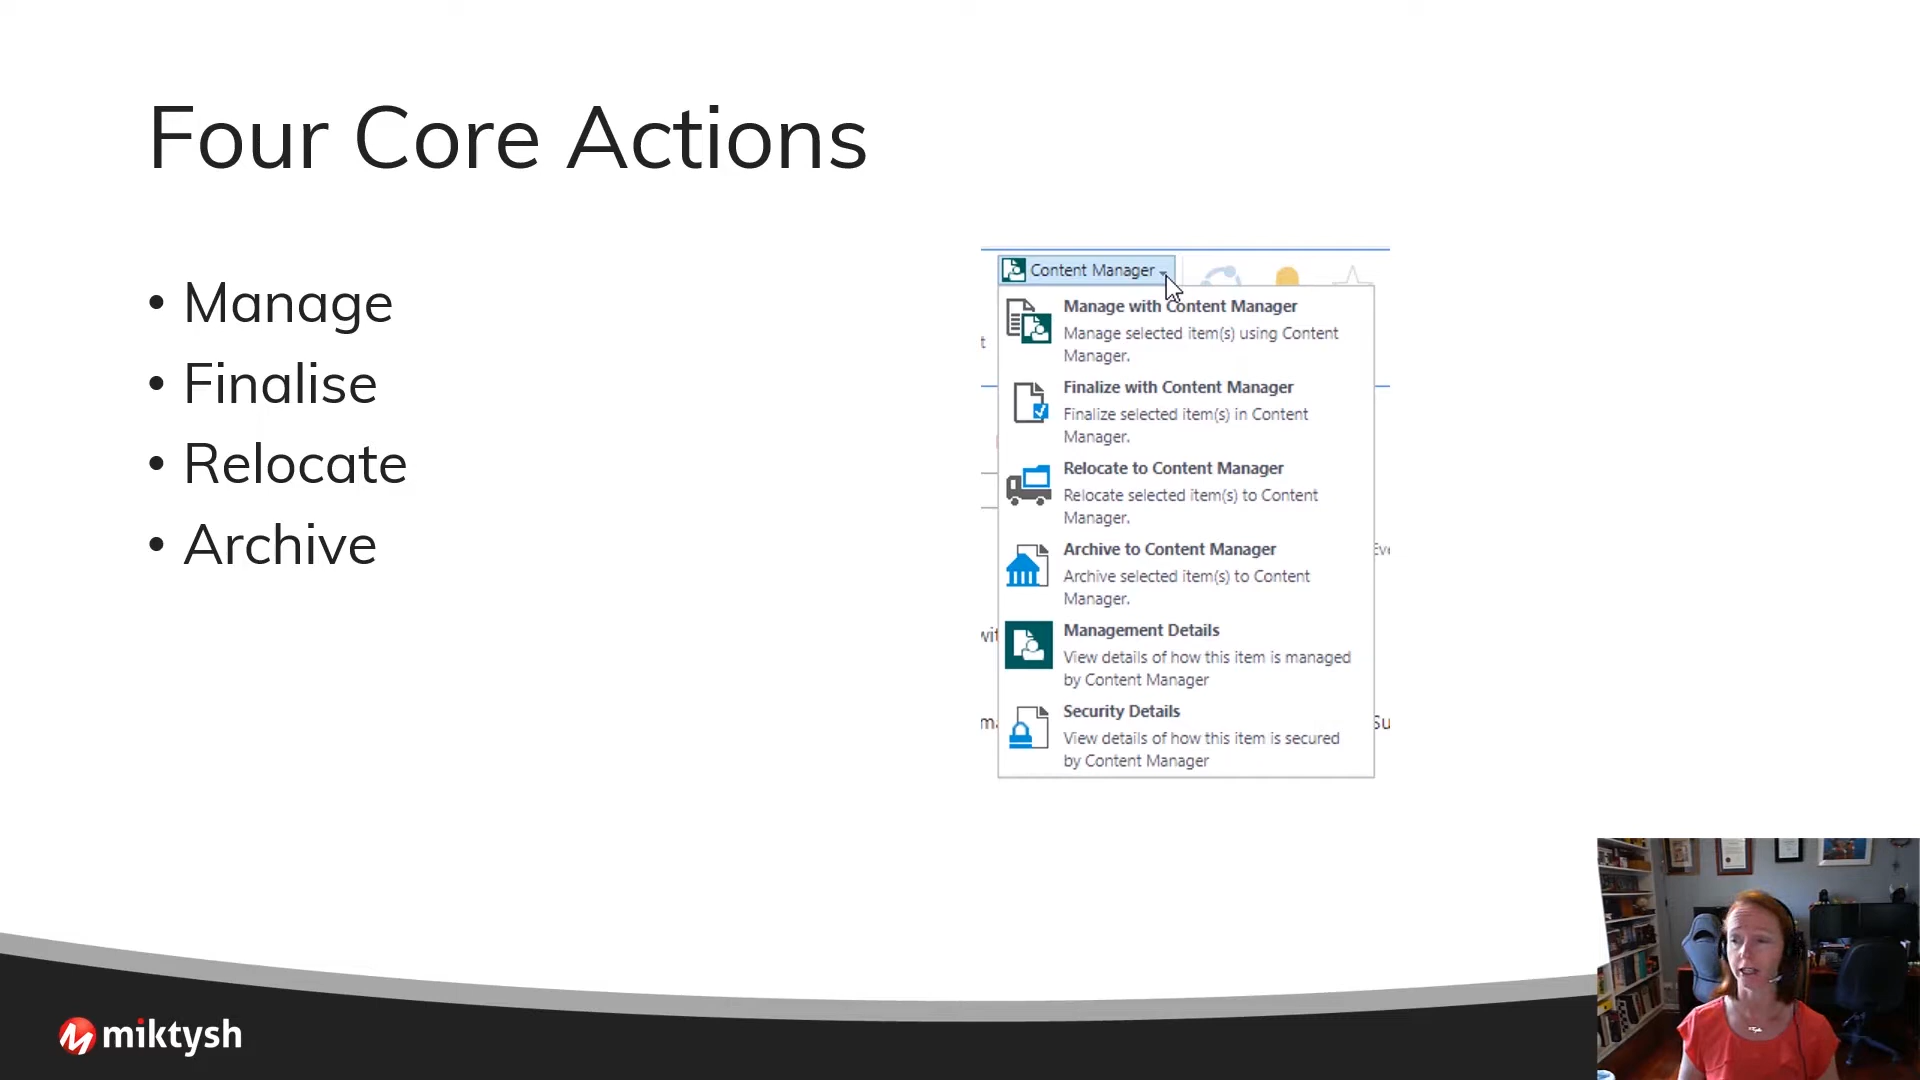 Four Core Actions
• Manage
• Finalise
• Relocate
• Archive
Content Manager
Manage with Content Manager
Manage selected item(s) using Content
Manager.
Finalize with Content Manager
Finalize selected item(s) in Content
Manager.
Relocate to Content Manager
Relocate selected item(s) to Content
Manager.
Archive to Content Manager
Archive selected item(s) to Content
Manager.
Management Details
View details of how this item is managed
by Content Manager
Security Details
View details of how this item is secured
by Content Manager
miktysh